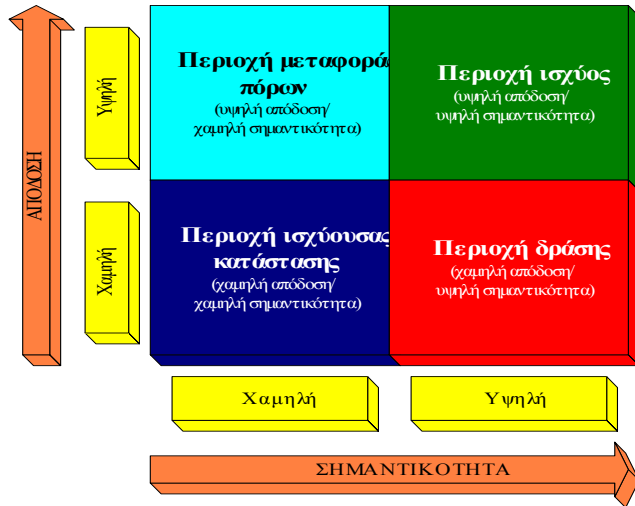 ΑΠΟΔΟΣΗ
Υψηλή
Χαμηλή
Περιοχή μεταφορά
πόρων
(υψηλή απόδοση/
χαμηλή σημαντικότητα)
Περιοχή ισχύος
(υψηλή απόδοση/
υψηλή σημαντικότητα)
Περιοχή ισχύουσας
κατάστασης
(χαμηλή απόδοση/
χαμηλή σημαντικότητα)
Περιοχή δράσης
(χαμηλή απόδοση/
υψηλή σημαντικότητα)
Χαμηλή
Υψηλή
ΣΗΜΑΝΤΙΚΟΤΗΤΑ